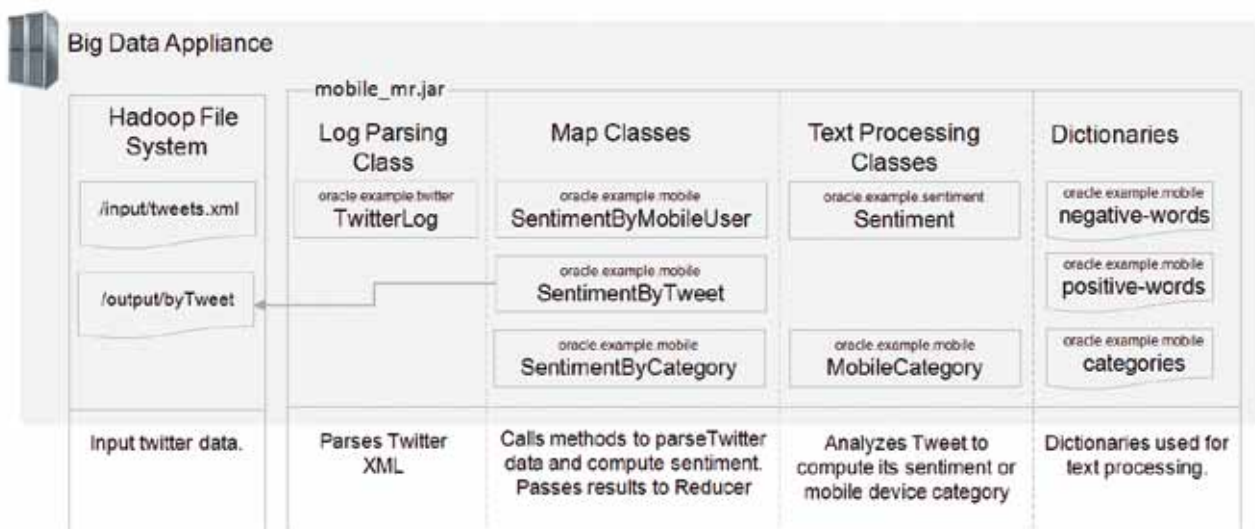 Big Data Appliance
mobile_mr.jar
Hadoop File
System
/input/tweets.xml
/output/byTweet
Input twitter data.
Log Parsing
Class
oracle.example.twitter
TwitterLog
Parses Twitter
XML
Map Classes
oracle.example.mobile
SentimentByMobileUser
oracle.example.mobile
SentimentByTweet
oracle.example.mobile
SentimentByCategory
Calls methods to parseTwitter
data and compute sentiment.
Passes results to Reducer
Text Processing
Classes
oracle.example.sentiment
Sentiment
oracle.example.mobile
MobileCategory
Analyzes Tweet to
compute its sentiment or
mobile device category
Dictionaries
oracle.example.mobile
negative-words
oracle.example.mobile
positive-words
oracle.example.mobile
categories
Dictionaries used for
text processing.